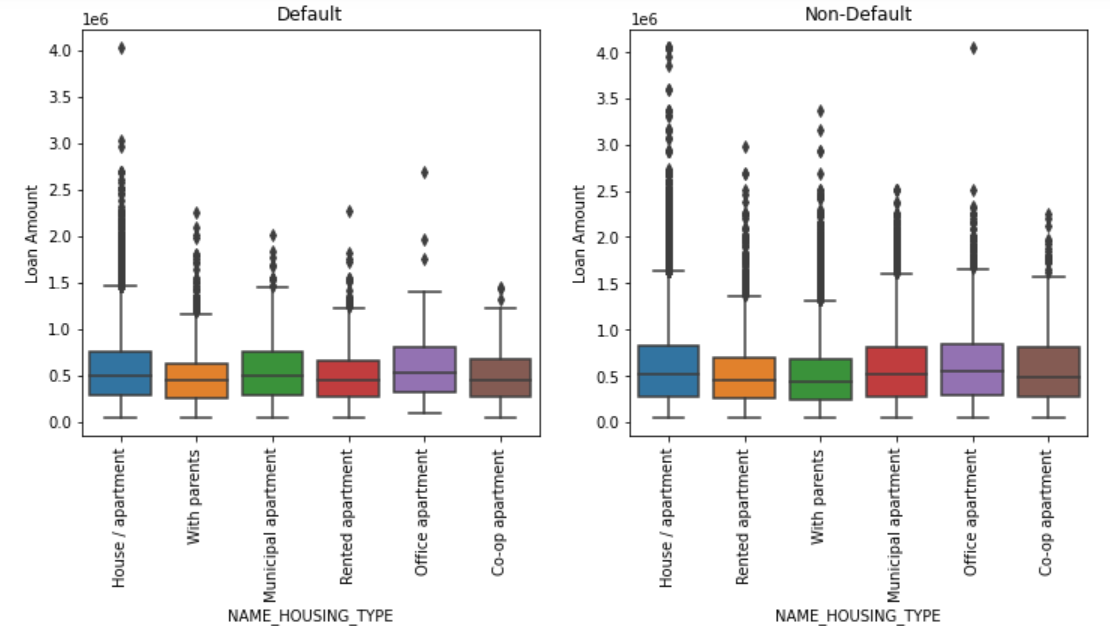 Default
1e6
Loan Amount
4.0
3.5
3.0
2.5
2.0
1.5
1.0
0.5
0.0
House / apartment
With parents
Municipal apartment
Rented apartment
Office apartment
Co-op apartment
NAME_HOUSING_TYPE
Non-Default
1e6
Loan Amount
4.0
3.5
3.0
2.5
2.0
1.5
1.0
0.5
0.0
House / apartment
Rented apartment
With parents
Municipal apartment
Office apartment
Co-op apartment
NAME_HOUSING_TYPE